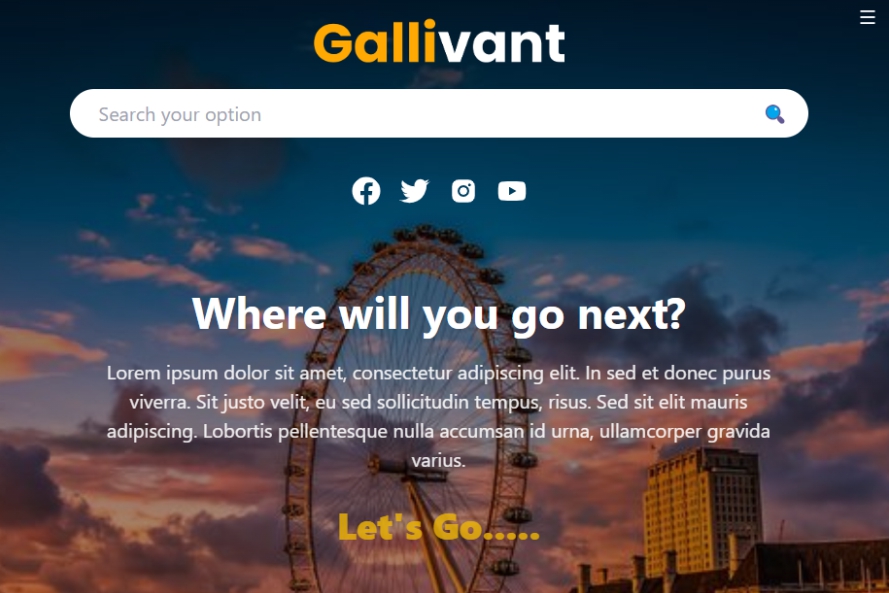 Gallivant
Search your option
Where will you go next?
Lorem ipsum dolor sit amet, consectetur adipiscing elit. In sed et donec purus
viverra. Sit justo velit, eu sed sollicitudin tempus, risus. Sed sit elit mauris
adipiscing. Lobortis pellentesque nulla accumsan id urna, ullamcorper gravida
varius.
Let's Go.....